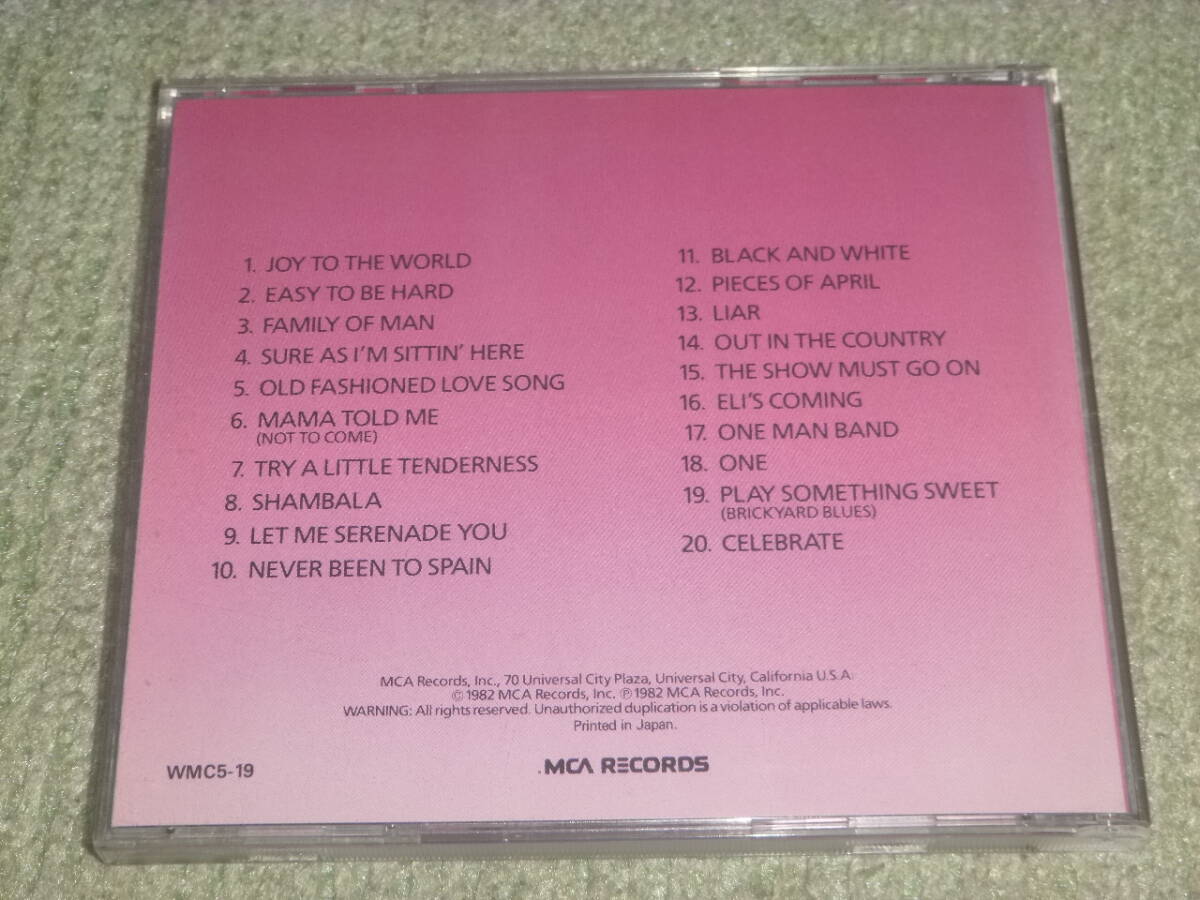 1. JOY TO THE WORLD
2. EASY TO BE HARD
3. FAMILY OF MAN
4. SURE AS I'M SITTIN' HERE
5. OLD FASHIONED LOVE SONG
6. MAMA TOLD ME
(NOT TO COME)
7. TRY A LITTLE TENDERNESS
8. SHAMBALA
9. LET ME SERENADE YOU
10. NEVER BEEN TO SPAIN
11. BLACK AND WHITE
12. PIECES OF APRIL
13. LIAR
14. OUT IN THE COUNTRY
15. THE SHOW MUST GO ON
16. ELI'S COMING
17. ONE MAN BAND
18. ONE
19. PLAY SOMETHING SWEET
(BRICKYARD BLUES)
20. CELEBRATE
MCA Records, Inc., 70 Universal City Plaza, Universal City, California U.S.A.
©1982 MCA Records, Inc. ℗1982 MCA Records, Inc.
WARNING: All rights reserved. Unauthorized duplication is a violation of applicable laws.
Printed in Japan.
WMC5-19
MCA RECORDS